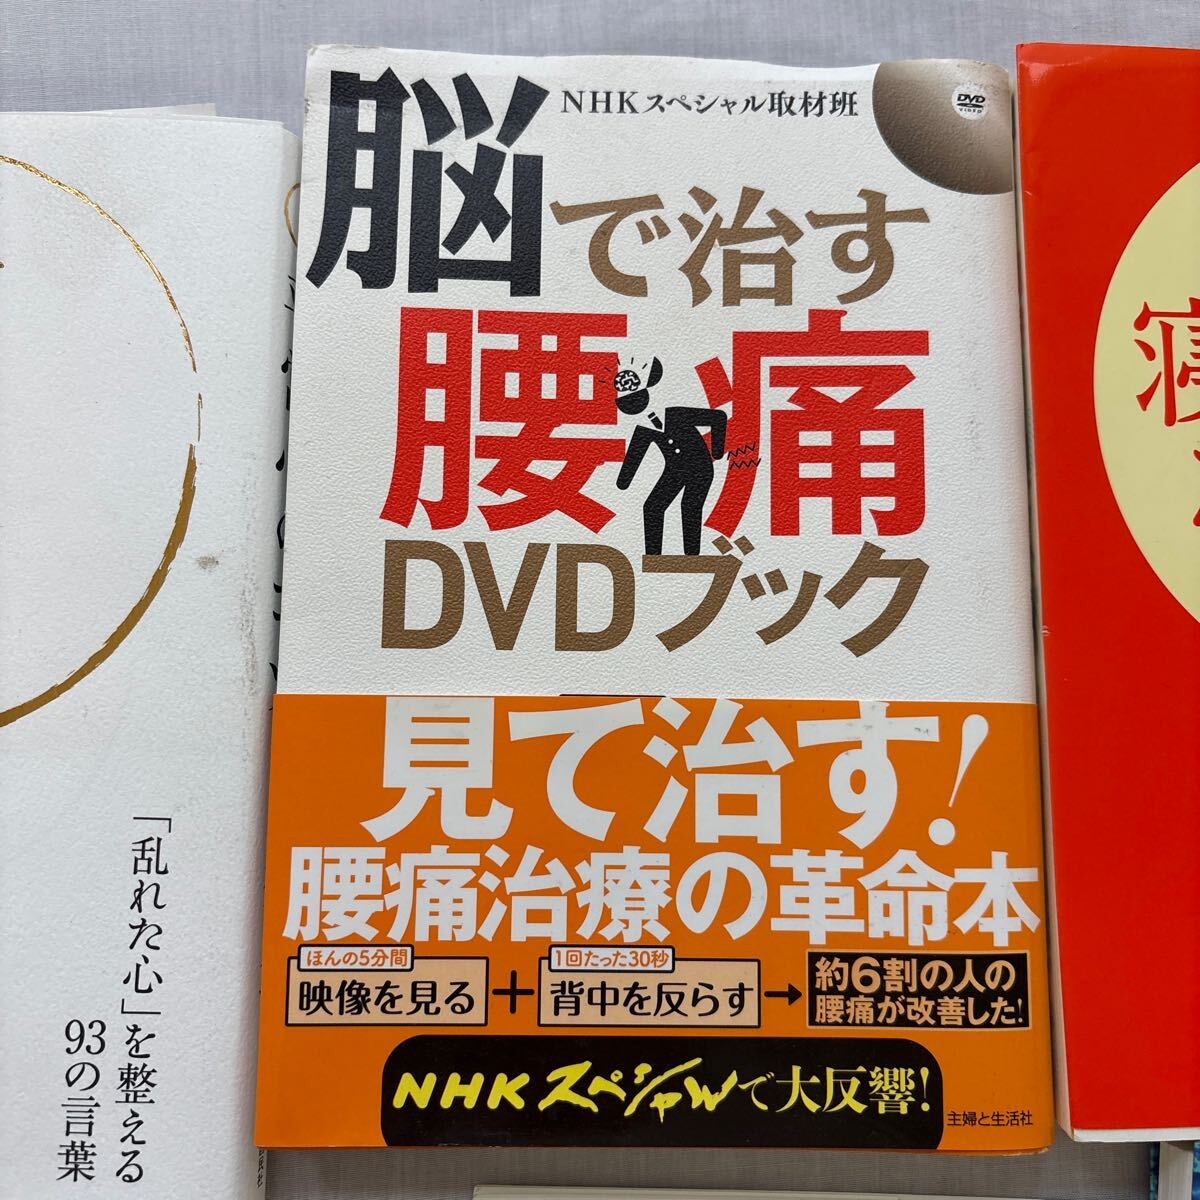 NHKスペシャル取材班
DVD
VIDEO
脳で治す
腰痛
DVDブック
見て治す!
腰痛治療の革命本
ほんの5分間
映像を見る
+
1回たった30秒
背中を反らす
→
約6割の人の
腰痛が改善した!
NHKスペシャルで大反響!
主婦と生活社
「乱れた心」を整える
93の言葉
寝